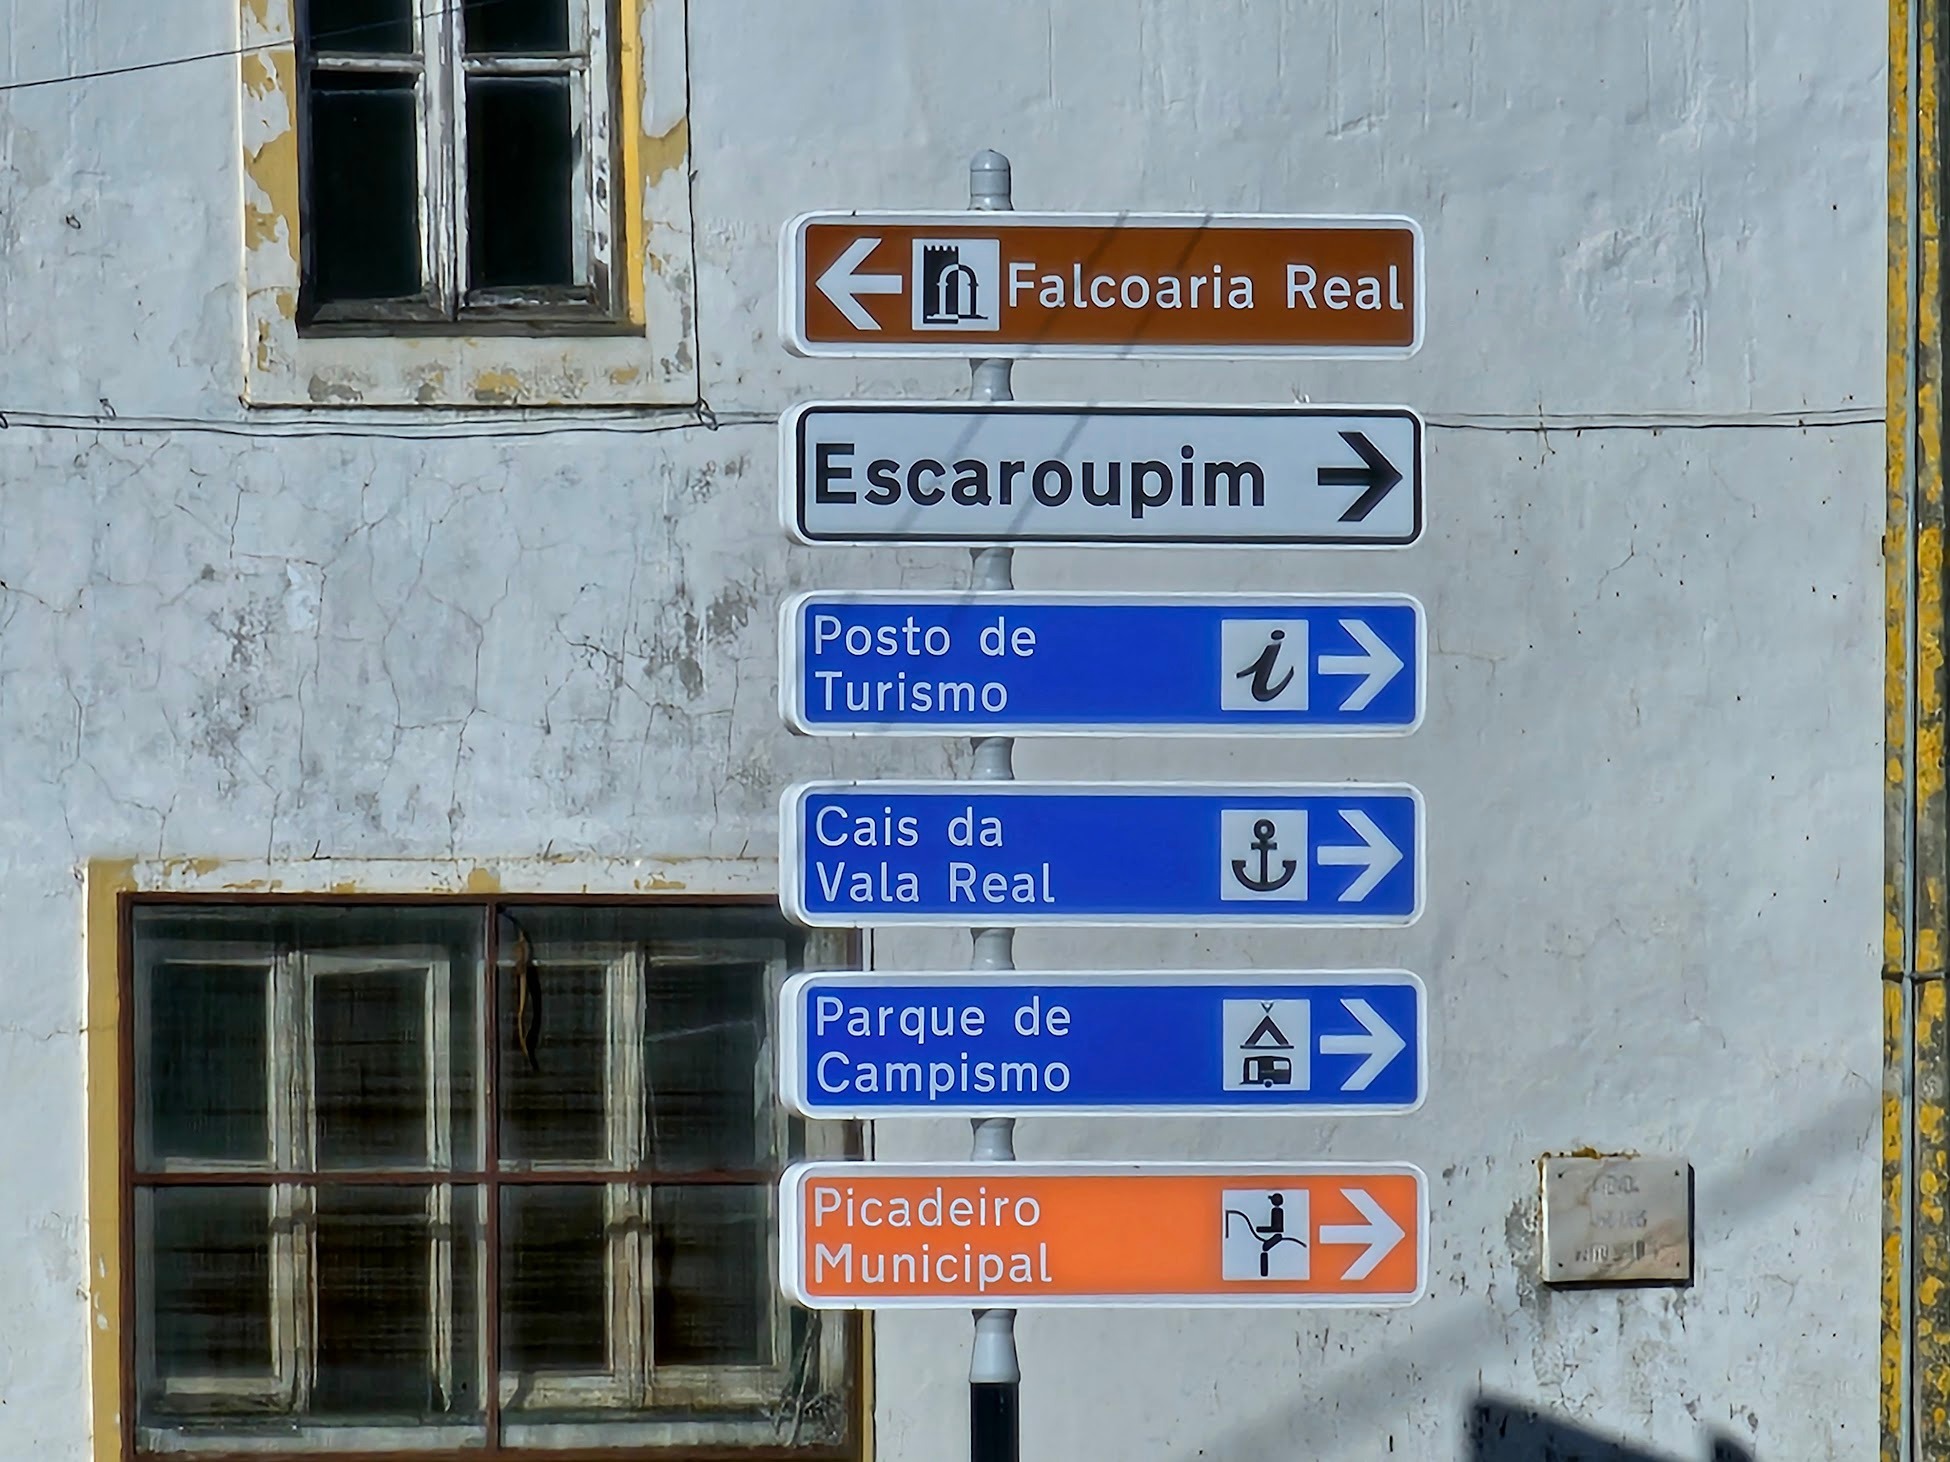 Falcoaria Real
Escaroupim
Posto de
Turismo
i
Cais da
Vala Real
Parque de
Campismo
Picadeiro
Municipal